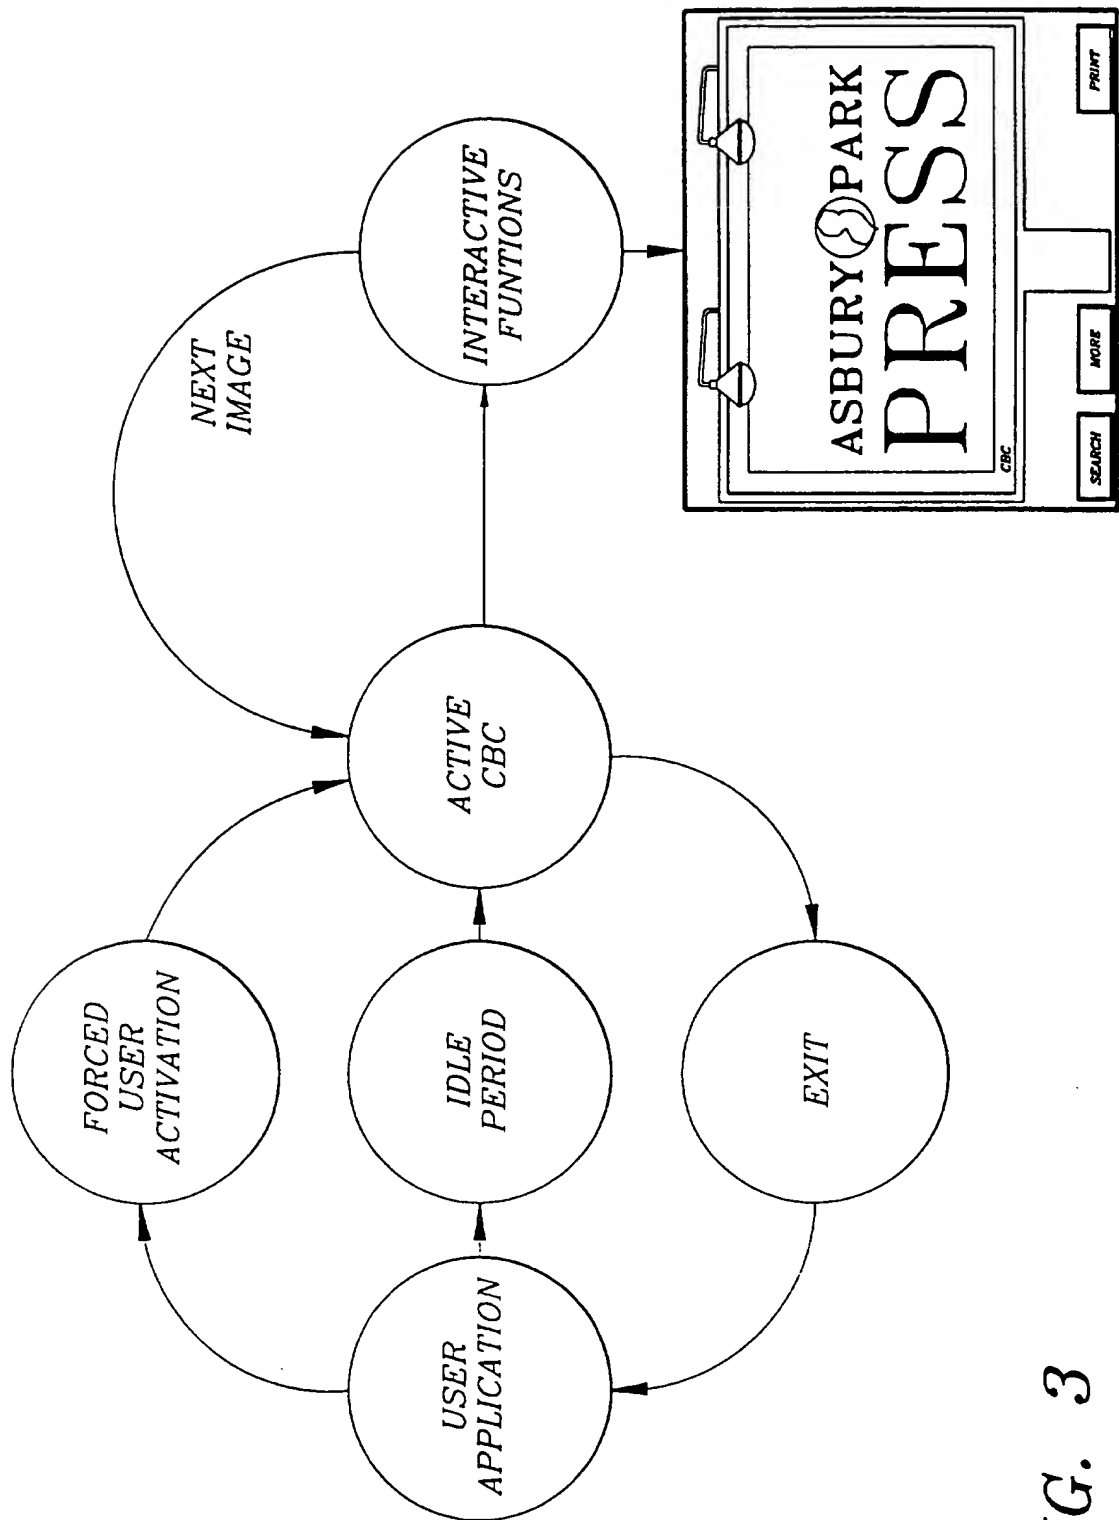 FORCED
USER
ACTIVATION
NEXT
IMAGE
USER
APPLICATION
IDLE
PERIOD
ACTIVE
CBC
INTERACTIVE
FUNTIONS
EXIT
ASBURY PARK
PRESS
CBC
SEARCH
MORE
PRINT
G. 3